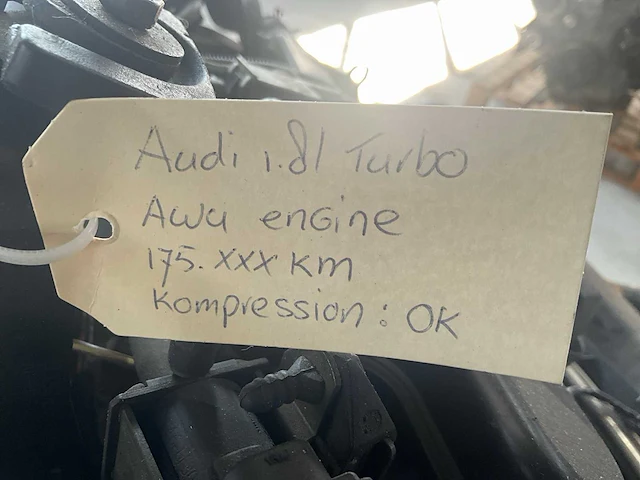 Audi 1.8l Turbo
AWU engine
175.xxx km
Kompression: OK